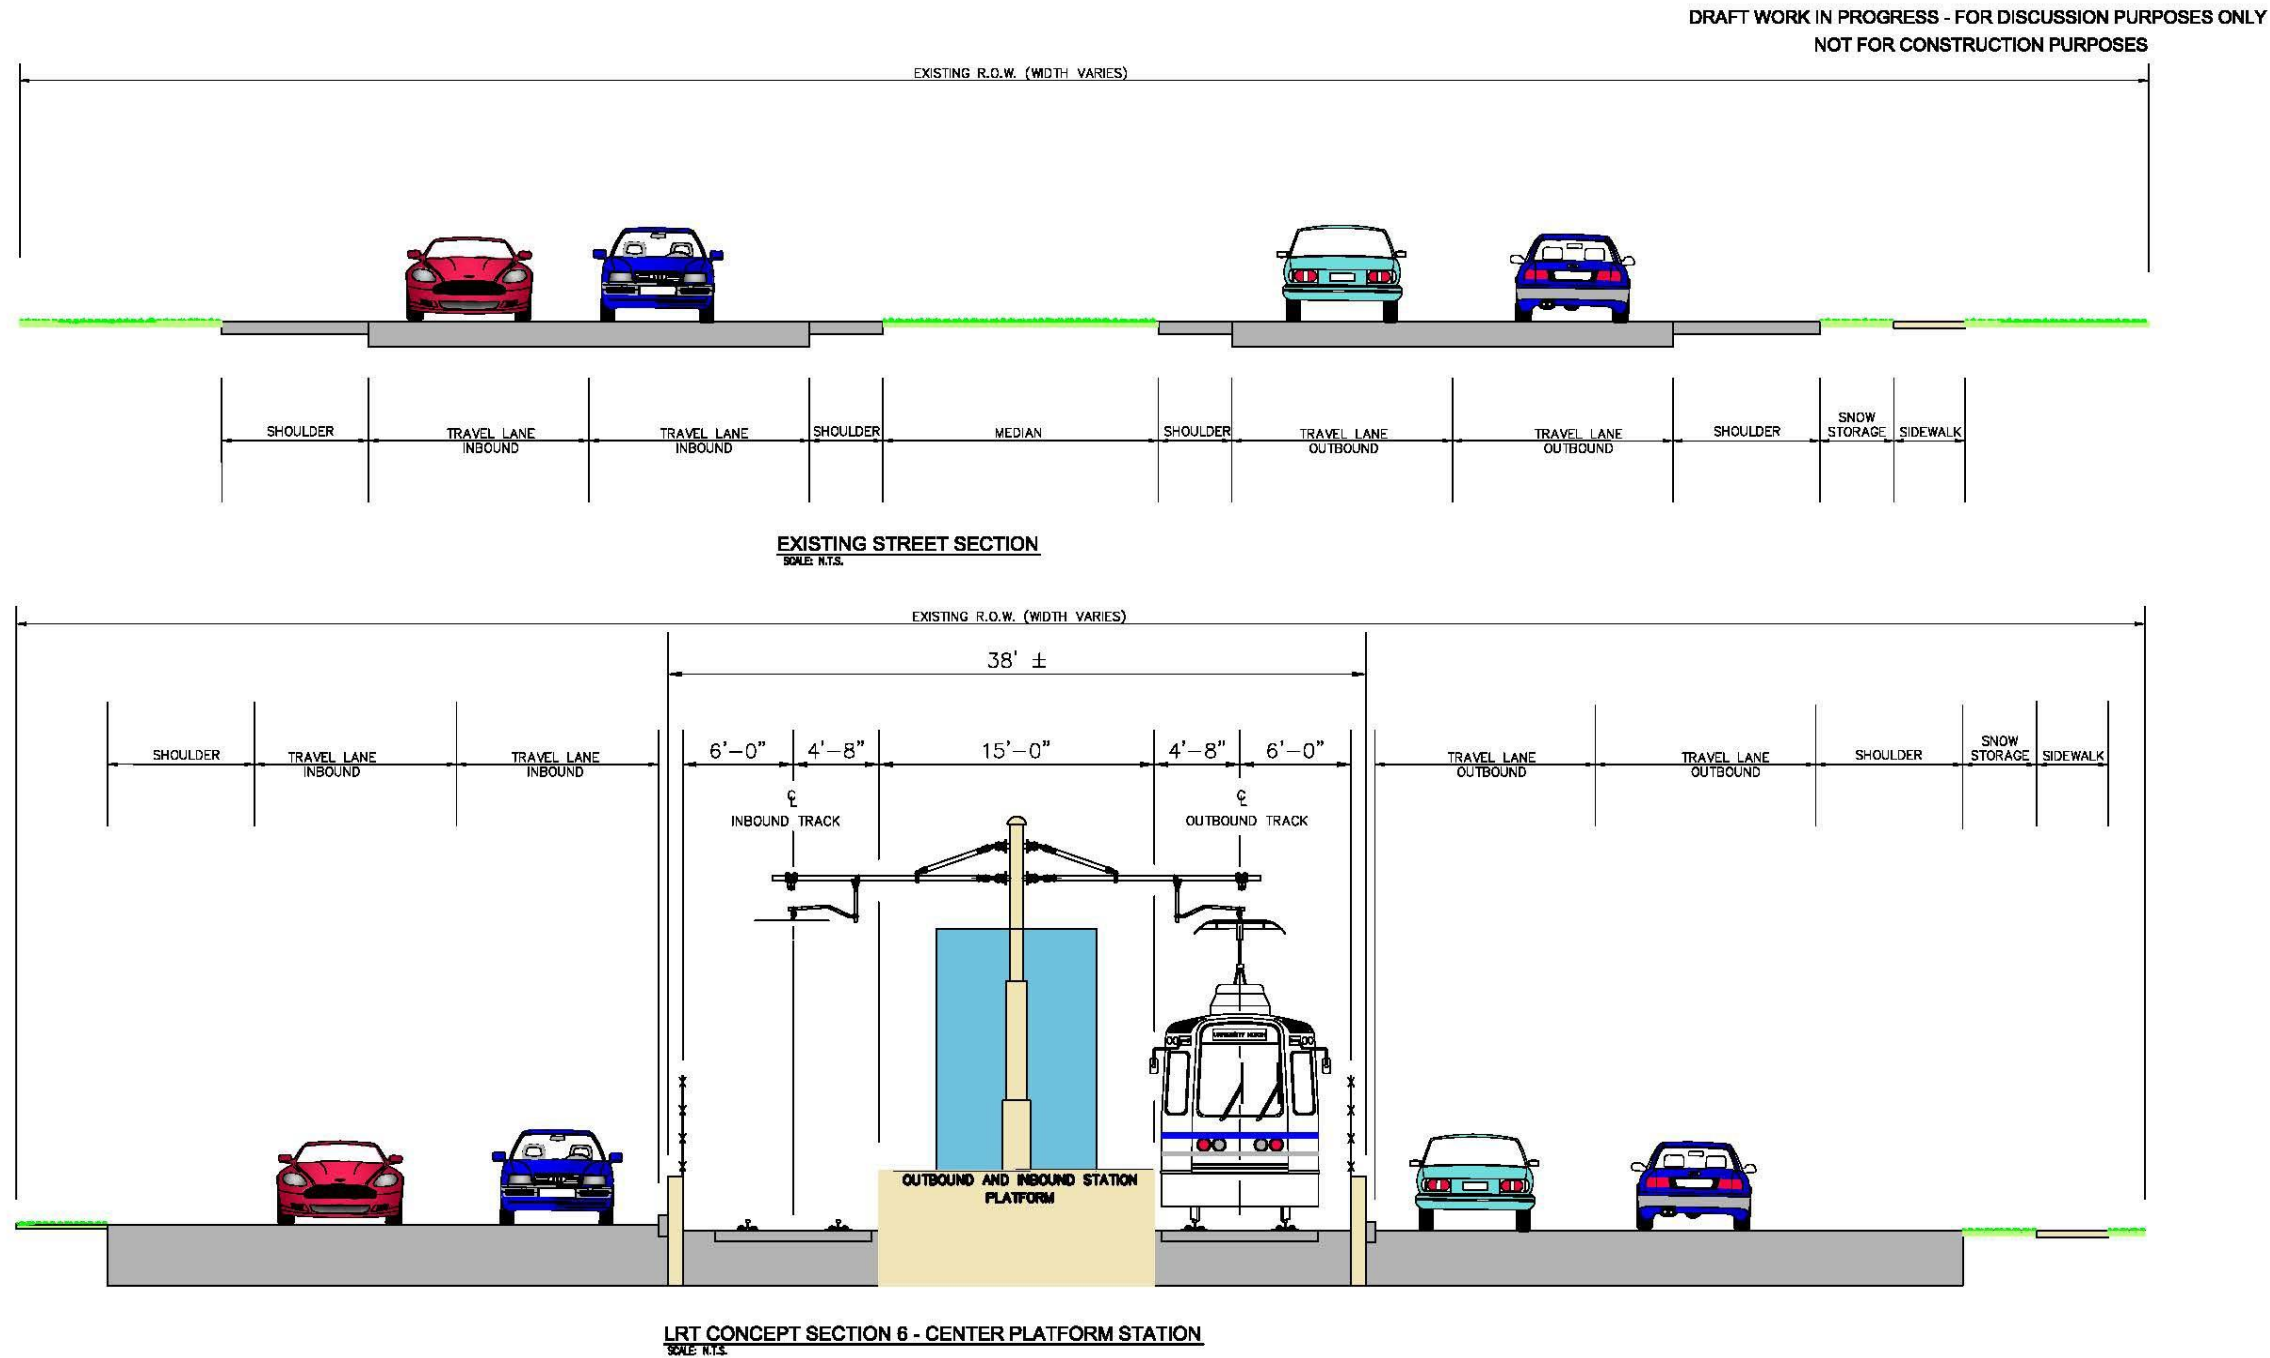 DRAFT WORK IN PROGRESS - FOR DISCUSSION PURPOSES ONLY
NOT FOR CONSTRUCTION PURPOSES
EXISTING R.O.W. (WIDTH VARIES)
SHOULDER
TRAVEL LANE
INBOUND
TRAVEL LANE
INBOUND
SHOULDER
MEDIAN
SHOULDER
TRAVEL LANE
OUTBOUND
TRAVEL LANE
OUTBOUND
SHOULDER
SNOW
STORAGE
SIDEWALK
EXISTING STREET SECTION
SCALE: N.T.S.
EXISTING R.O.W. (WIDTH VARIES)
38' ±
SHOULDER
TRAVEL LANE
INBOUND
TRAVEL LANE
INBOUND
6'-0"
4'-8"
15'-0"
4'-8"
6'-0"
TRAVEL LANE
OUTBOUND
TRAVEL LANE
OUTBOUND
SHOULDER
SNOW
STORAGE
SIDEWALK
℄
INBOUND TRACK
℄
OUTBOUND TRACK
OUTBOUND AND INBOUND STATION
PLATFORM
LRT CONCEPT SECTION 6 - CENTER PLATFORM STATION
SCALE: N.T.S.